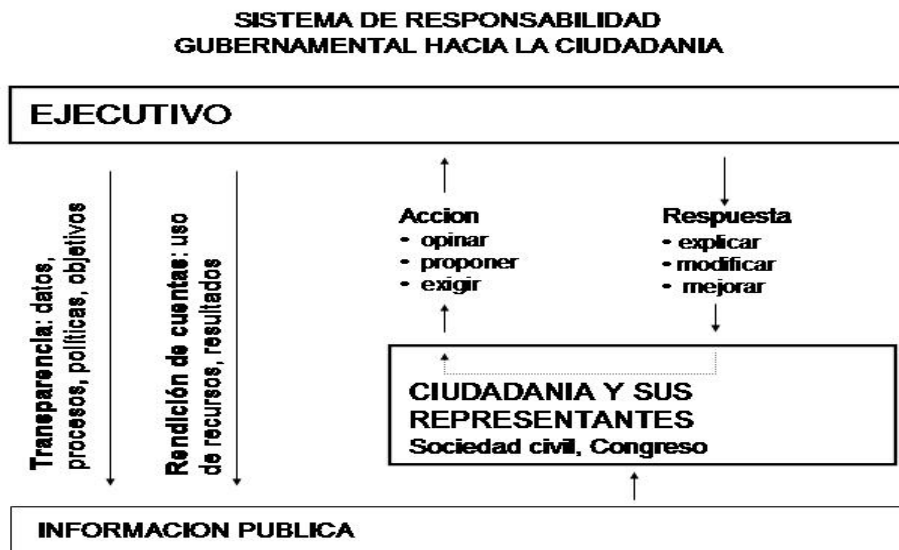 SISTEMA DE RESPONSABILIDAD
GUBERNAMENTAL HACIA LA CIUDADANIA
EJECUTIVO
Transparencia: datos,
procesos, políticas, objetivos
Rendición de cuentas: uso
de recursos, resultados
Accion
• opinar
• proponer
• exigir
Respuesta
• explicar
• modificar
• mejorar
CIUDADANIA Y SUS
REPRESENTANTES
Sociedad civil, Congreso
INFORMACION PUBLICA